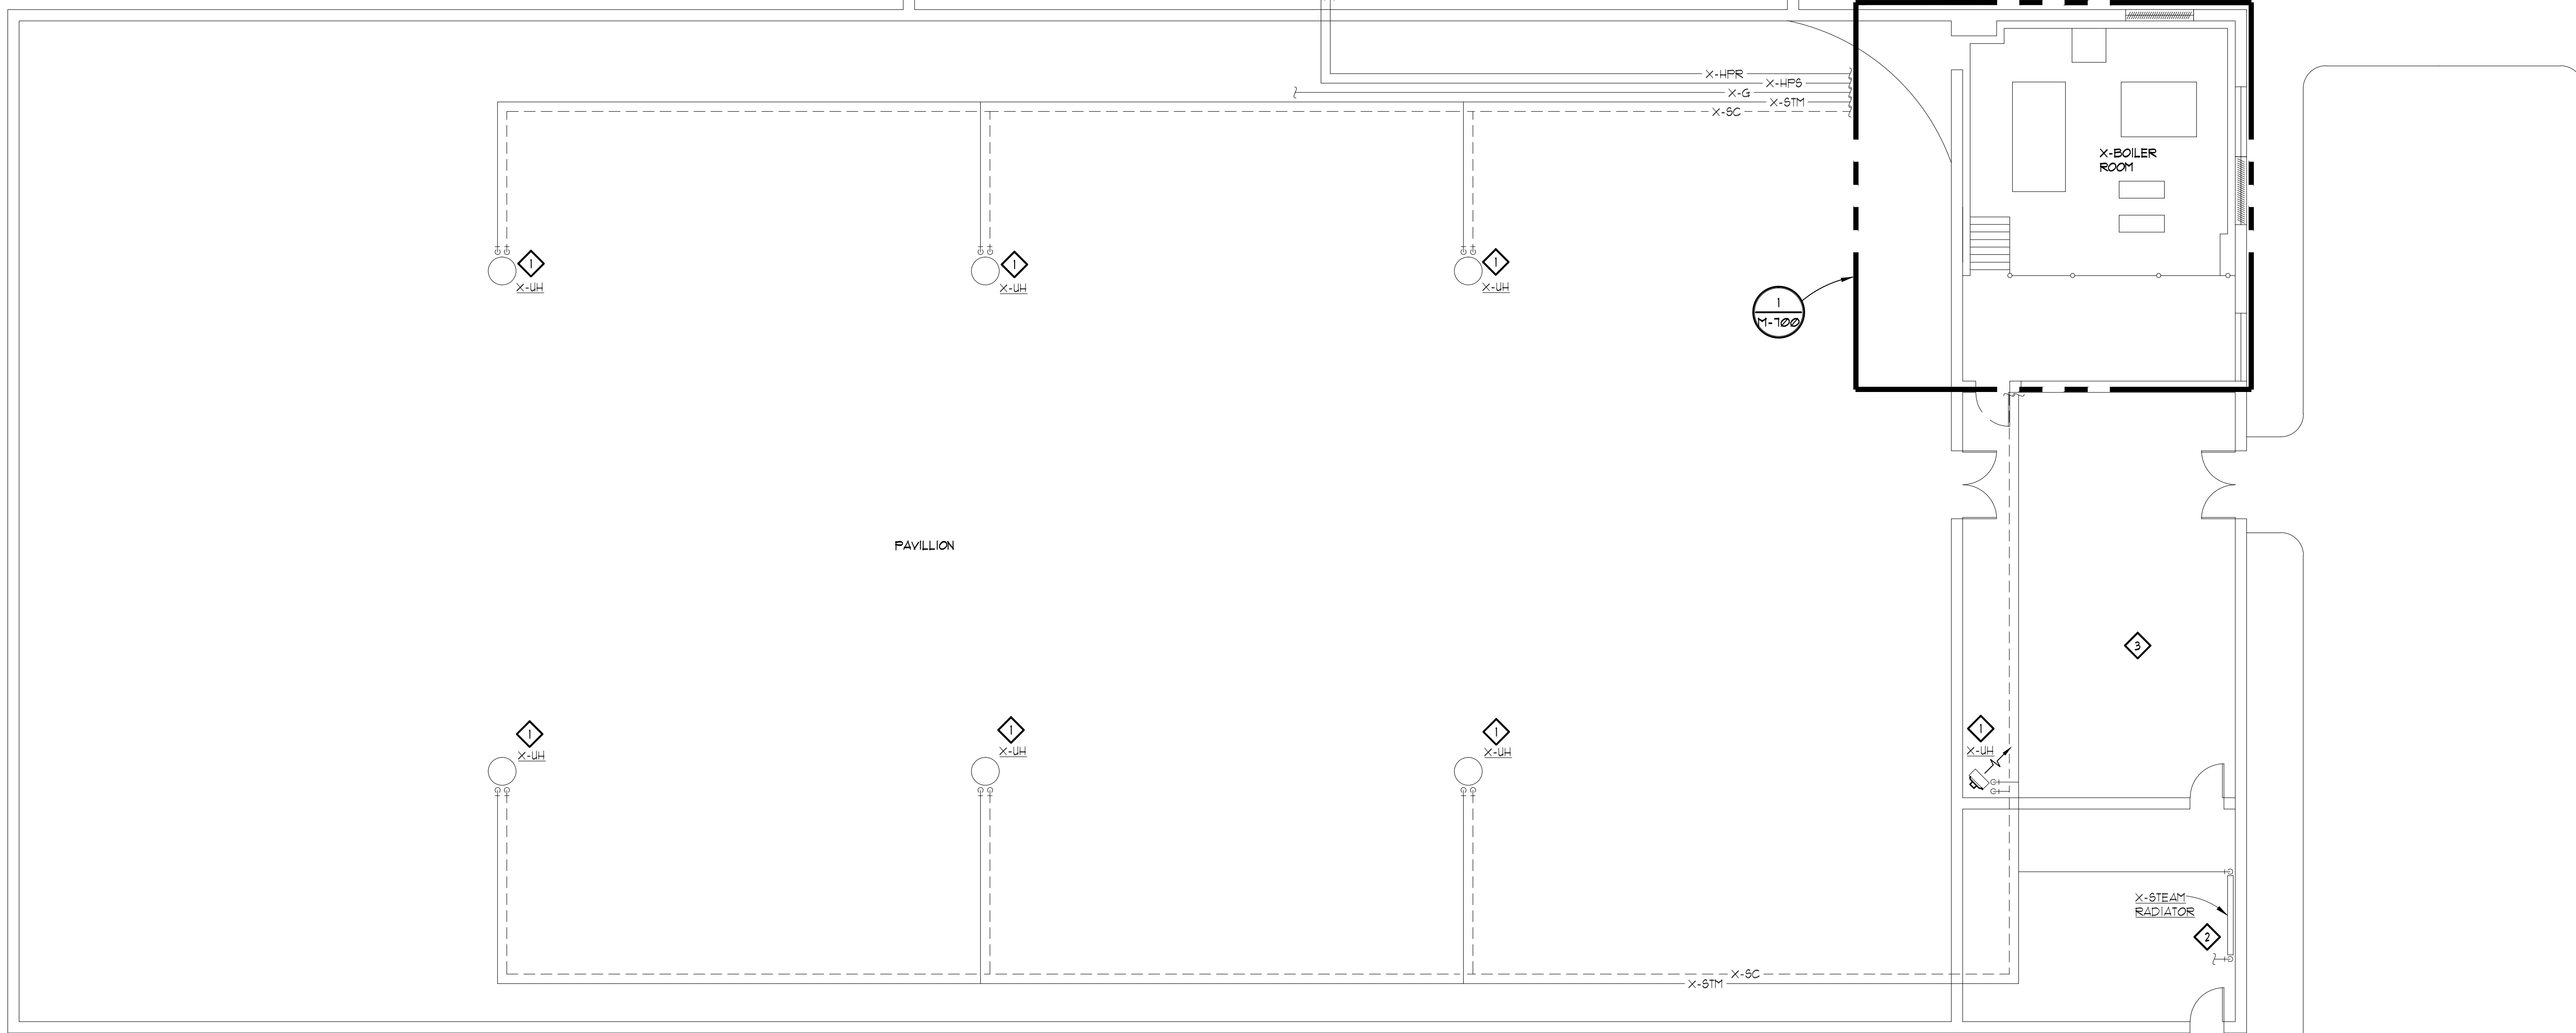 X-HPR
X-HPS
X-G
X-STM
X-SC
X-BOILER
ROOM
1
X-UH
1
X-UH
1
X-UH
1
M-700
PAVILLION
3
1
X-UH
1
X-UH
1
X-UH
1
X-UH
X-STEAM
RADIATOR
2
X-SC
X-STM